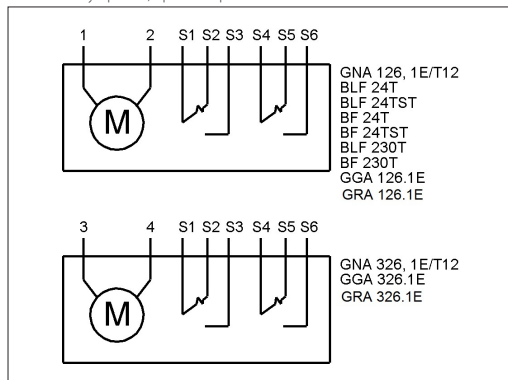 1 2 S1 S2 S3 S4 S5 S6
GNA 126, 1E/T12
BLF 24T
BLF 24TST
BF 24T
BF 24TST
BLF 230T
BF 230T
GGA 126.1E
GRA 126.1E
M
3 4 S1 S2 S3 S4 S5 S6
GNA 326, 1E/T12
GGA 326.1E
GRA 326.1E
M